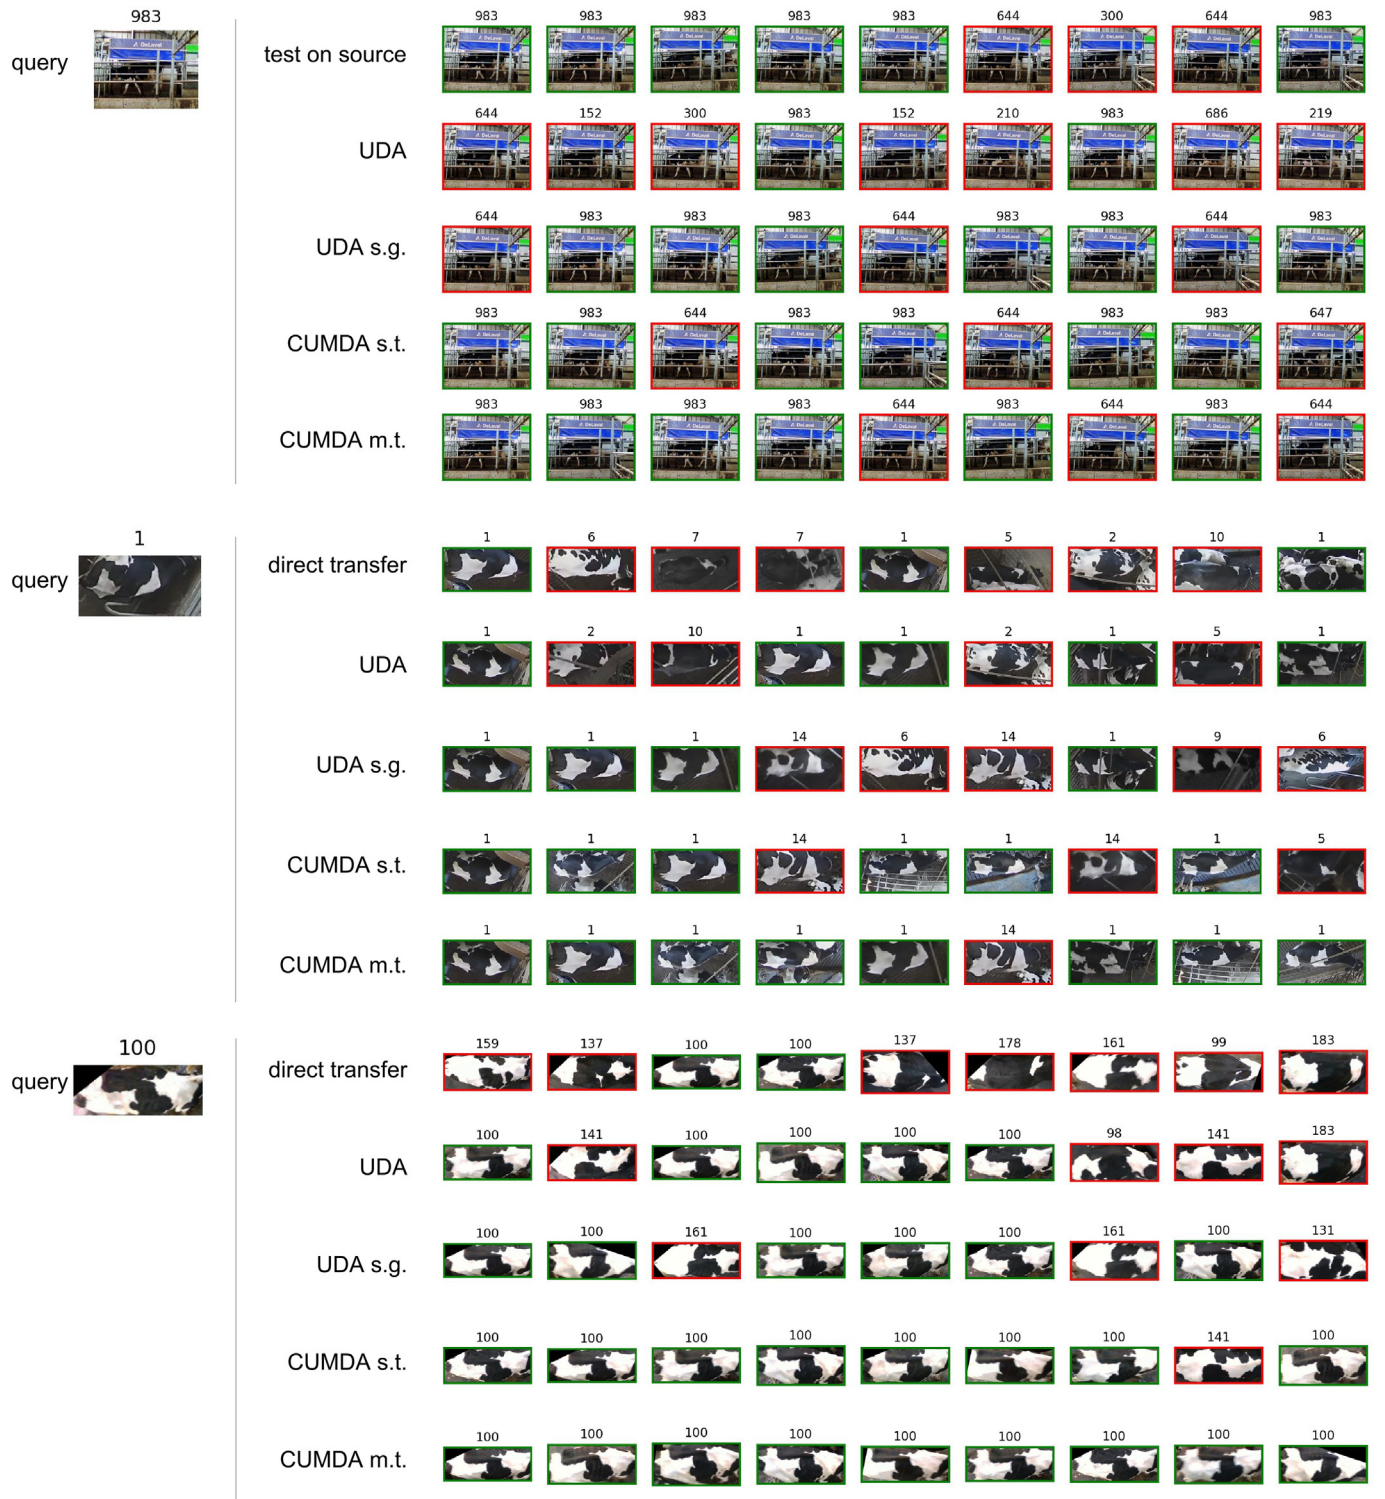 983
query
test on source
983 983 983 983 983 644 300 644 983
UDA
644 152 300 983 152 210 983 686 219
UDA s.g.
644 983 983 983 644 983 983 644 983
CUMDA s.t.
983 983 644 983 983 644 983 983 647
CUMDA m.t.
983 983 983 983 644 983 644 983 644
1
query
direct transfer
1 6 7 7 1 5 2 10 1
UDA
1 2 10 1 1 2 1 5 1
UDA s.g.
1 1 1 14 6 14 1 9 6
CUMDA s.t.
1 1 1 14 1 1 14 1 5
CUMDA m.t.
1 1 1 1 1 14 1 1 1
100
query
direct transfer
159 137 100 100 137 178 161 99 183
UDA
100 141 100 100 100 100 98 141 183
UDA s.g.
100 100 161 100 100 100 161 100 131
CUMDA s.t.
100 100 100 100 100 100 100 141 100
CUMDA m.t.
100 100 100 100 100 100 100 100 100